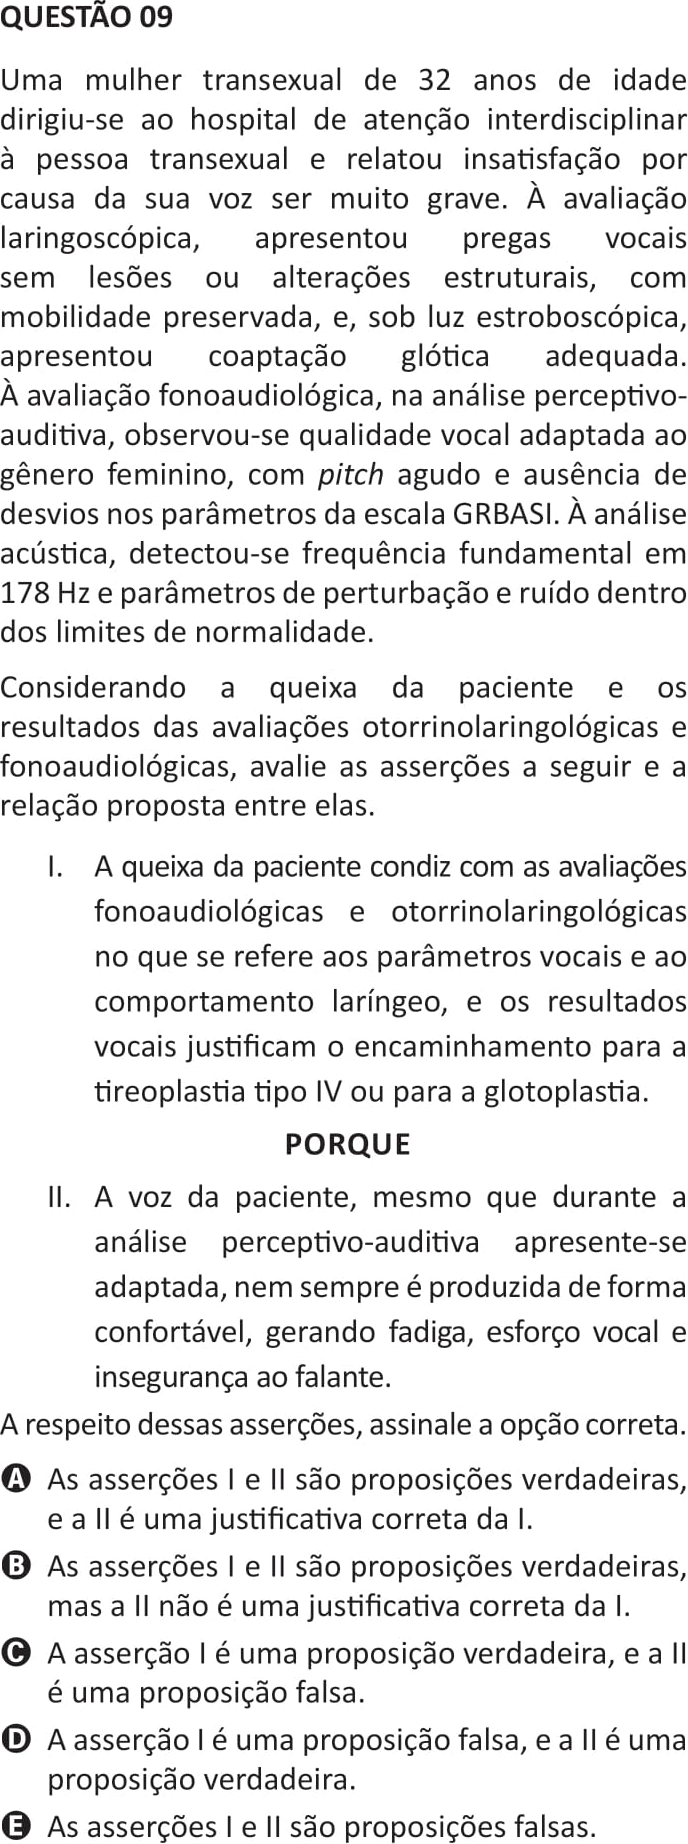 QUESTÃO 09
Uma mulher transexual de 32 anos de idade
dirigiu-se ao hospital de atenção interdisciplinar
à pessoa transexual e relatou insatisfação por
causa da sua voz ser muito grave. À avaliação
laringoscópica, apresentou pregas vocais
sem lesões ou alterações estruturais, com
mobilidade preservada, e, sob luz estroboscópica,
apresentou coaptação glótica adequada.
À avaliação fonoaudiológica, na análise perceptivo-
auditiva, observou-se qualidade vocal adaptada ao
gênero feminino, com pitch agudo e ausência de
desvios nos parâmetros da escala GRBASI. À análise
acústica, detectou-se frequência fundamental em
178 Hz e parâmetros de perturbação e ruído dentro
dos limites de normalidade.
Considerando a queixa da paciente e os
resultados das avaliações otorrinolaringológicas e
fonoaudiológicas, avalie as asserções a seguir e a
relação proposta entre elas.
I. A queixa da paciente condiz com as avaliações
fonoaudiológicas e otorrinolaringológicas
no que se refere aos parâmetros vocais e ao
comportamento laríngeo, e os resultados
vocais justificam o encaminhamento para a
tireoplastia tipo IV ou para a glotoplastia.
PORQUE
II. A voz da paciente, mesmo que durante a
análise perceptivo-auditiva apresente-se
adaptada, nem sempre é produzida de forma
confortável, gerando fadiga, esforço vocal e
insegurança ao falante.
A respeito dessas asserções, assinale a opção correta.
A As asserções I e II são proposições verdadeiras,
e a II é uma justificativa correta da I.
B As asserções I e II são proposições verdadeiras,
mas a II não é uma justificativa correta da I.
C A asserção I é uma proposição verdadeira, e a II
é uma proposição falsa.
D A asserção I é uma proposição falsa, e a II é uma
proposição verdadeira.
E As asserções I e II são proposições falsas.